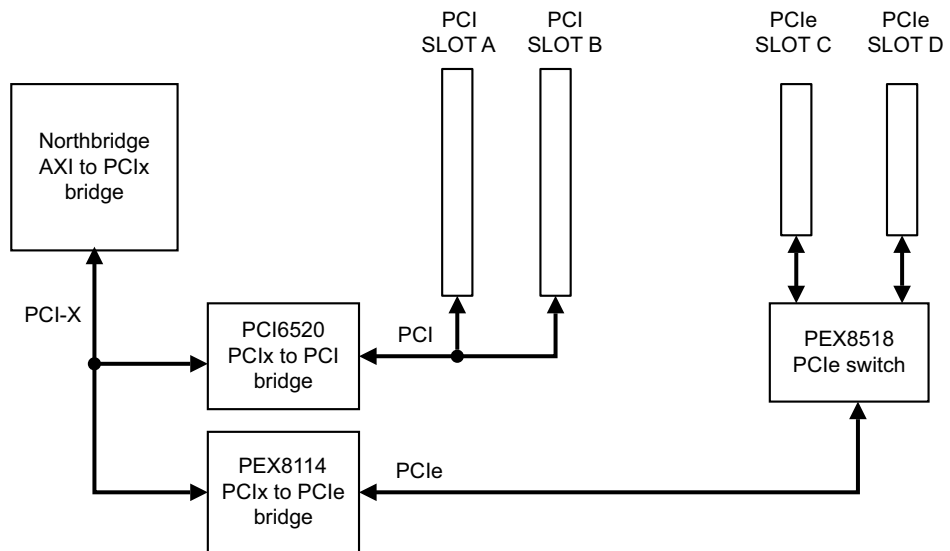 PCI
SLOT A
PCI
SLOT B
PCIe
SLOT C
PCIe
SLOT D
Northbridge
AXI to PCIx
bridge
PCI-X
PCI6520
PCIx to PCI
bridge
PCI
PEX8518
PCIe switch
PEX8114
PCIx to PCIe
bridge
PCIe